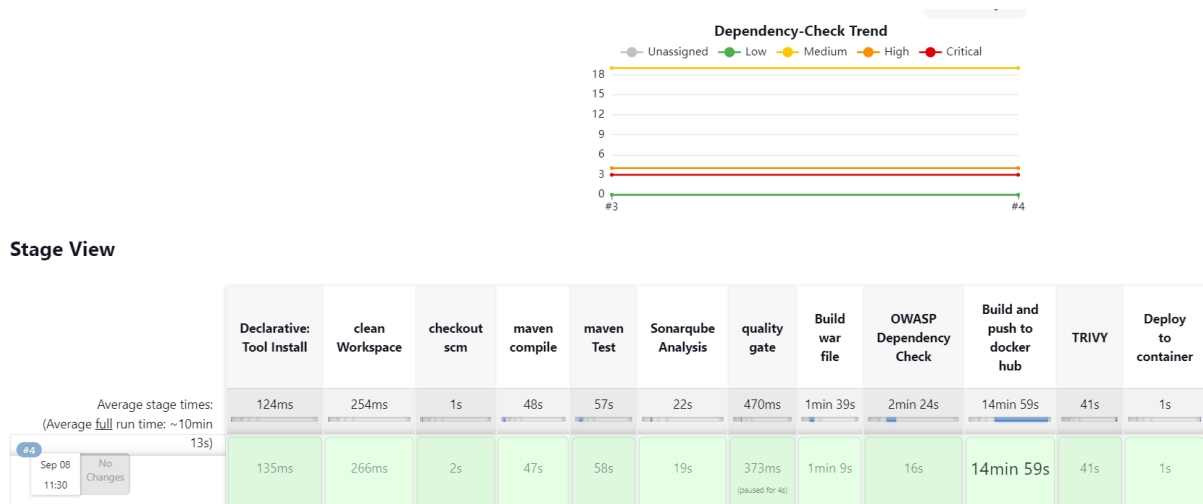 Dependency-Check Trend
Unassigned Low Medium High Critical
18
15
12
9
6
3
0
#3 #4
Stage View
Declarative: Tool Install
clean Workspace
checkout scm
maven compile
maven Test
Sonarqube Analysis
quality gate
Build war file
OWASP Dependency Check
Build and push to docker hub
TRIVY
Deploy to container
Average stage times:
124ms 254ms 1s 48s 57s 22s 470ms 1min 39s 2min 24s 14min 59s 41s 1s
(Average full run time: ~10min
13s)
#4
Sep 08
11:30
No
Changes
135ms 266ms 2s 47s 58s 19s 373ms 1min 9s 16s 14min 59s 41s 1s
(paused for 4s)